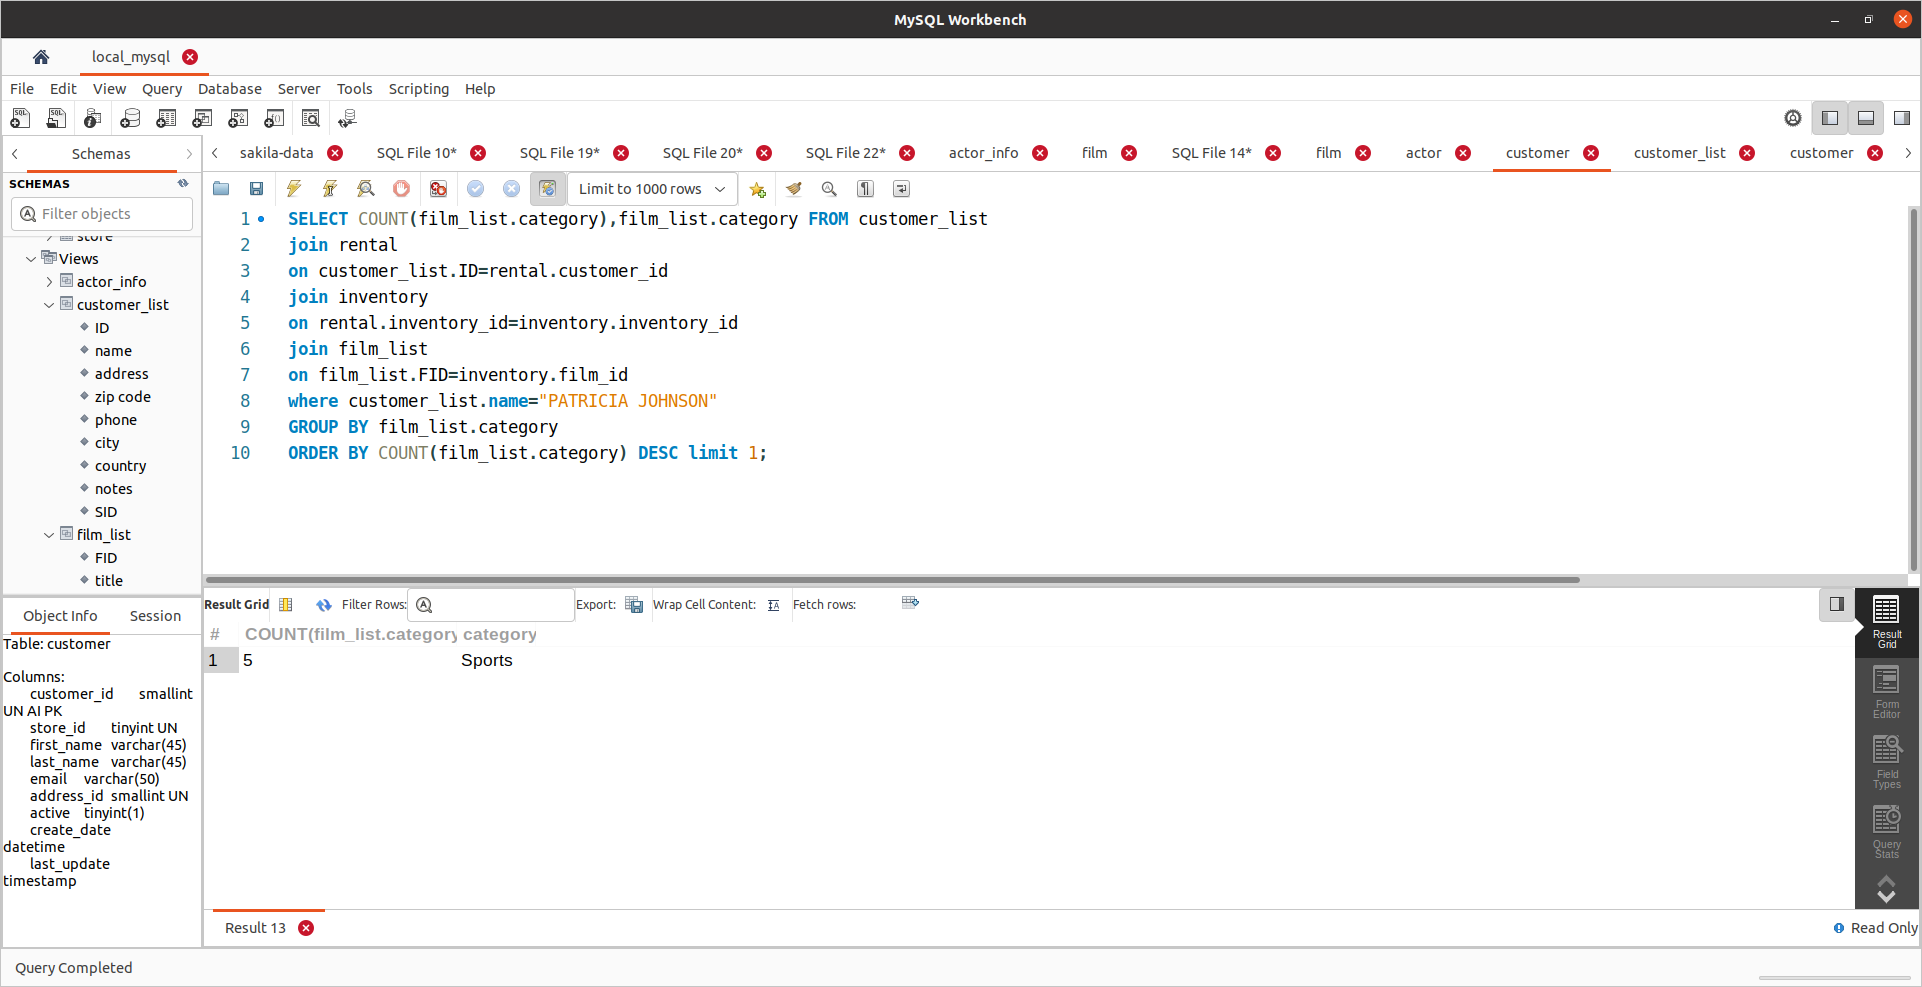 MySQL Workbench
local_mysql
File Edit View Query Database Server Tools Scripting Help
Schemas
SCHEMAS
Filter objects
store
Views
actor_info
customer_list
ID
name
address
zip code
phone
city
country
notes
SID
film_list
FID
title
Object Info Session
Table: customer
Columns:
customer_id smallint
UN AI PK
store_id tinyint UN
first_name varchar(45)
last_name varchar(45)
email varchar(50)
address_id smallint UN
active tinyint(1)
create_date
datetime
last_update
timestamp
sakila-data SQL File 10* SQL File 19* SQL File 20* SQL File 22* actor_info film SQL File 14* film actor customer customer_list customer
Limit to 1000 rows
1 SELECT COUNT(film_list.category),film_list.category FROM customer_list
2 join rental
3 on customer_list.ID=rental.customer_id
4 join inventory
5 on rental.inventory_id=inventory.inventory_id
6 join film_list
7 on film_list.FID=inventory.film_id
8 where customer_list.name="PATRICIA JOHNSON"
9 GROUP BY film_list.category
10 ORDER BY COUNT(film_list.category) DESC limit 1;
Result Grid Filter Rows: Export: Wrap Cell Content: Fetch rows:
# COUNT(film_list.category category
1 5 Sports
Result
Grid
Form
Editor
Field
Types
Query
Stats
Result 13
Read Only
Query Completed